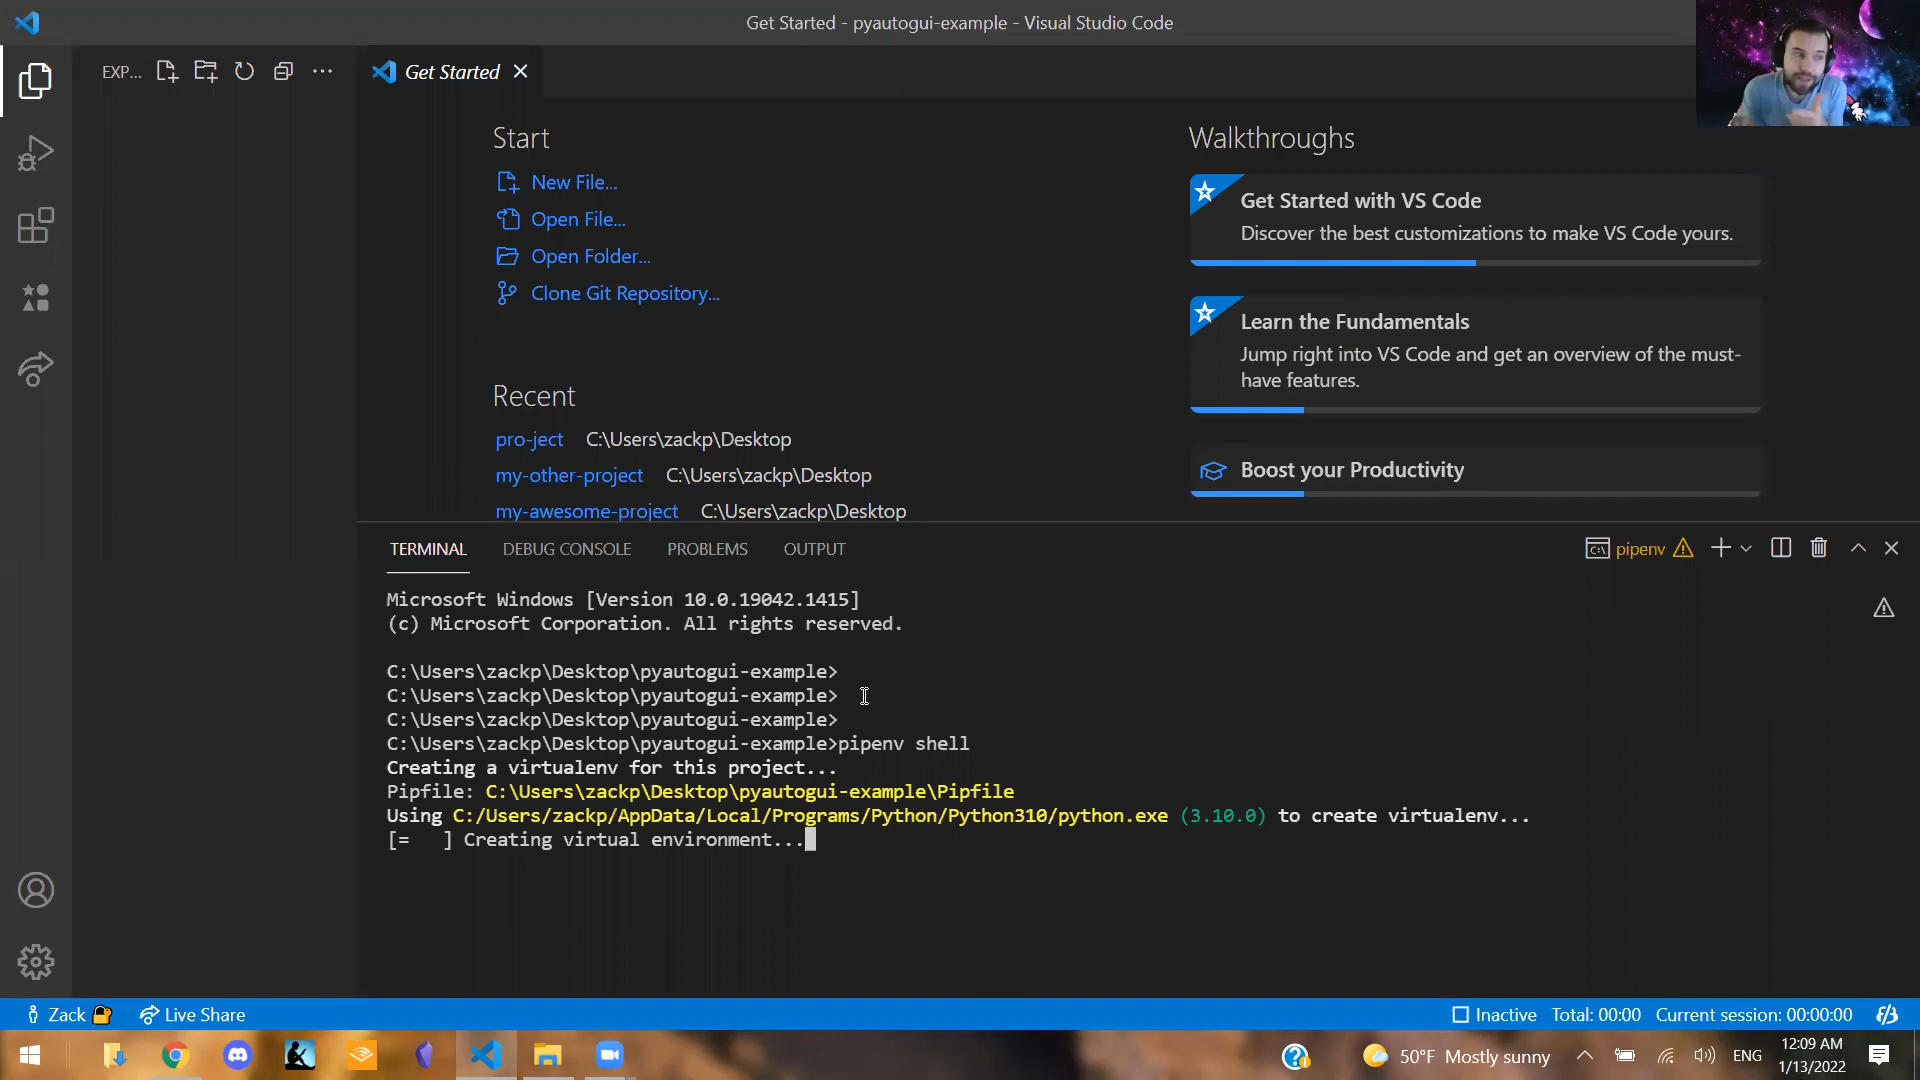 Get Started - pyautogui-example - Visual Studio Code
EXP...
Get Started
Start
New File...
Open File...
Open Folder...
Clone Git Repository...
Recent
pro-ject C:\Users\zackp\Desktop
my-other-project C:\Users\zackp\Desktop
my-awesome-project C:\Users\zackp\Desktop
Walkthroughs
Get Started with VS Code
Discover the best customizations to make VS Code yours.
Learn the Fundamentals
Jump right into VS Code and get an overview of the must-
have features.
Boost your Productivity
TERMINAL DEBUG CONSOLE PROBLEMS OUTPUT
pipenv
Microsoft Windows [Version 10.0.19042.1415]
(c) Microsoft Corporation. All rights reserved.
C:\Users\zackp\Desktop\pyautogui-example>
C:\Users\zackp\Desktop\pyautogui-example>
C:\Users\zackp\Desktop\pyautogui-example>
C:\Users\zackp\Desktop\pyautogui-example>pipenv shell
Creating a virtualenv for this project...
Pipfile: C:\Users\zackp\Desktop\pyautogui-example\Pipfile
Using C:/Users/zackp/AppData/Local/Programs/Python/Python310/python.exe (3.10.0) to create virtualenv...
[=   ] Creating virtual environment...
Zack Live Share Inactive Total: 00:00 Current session: 00:00:00
50°F Mostly sunny ENG 12:09 AM
1/13/2022